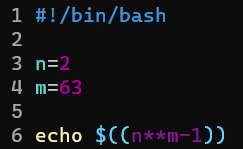 1 #!/bin/bash
2
3 n=2
4 m=63
5
6 echo $((n**m-1))